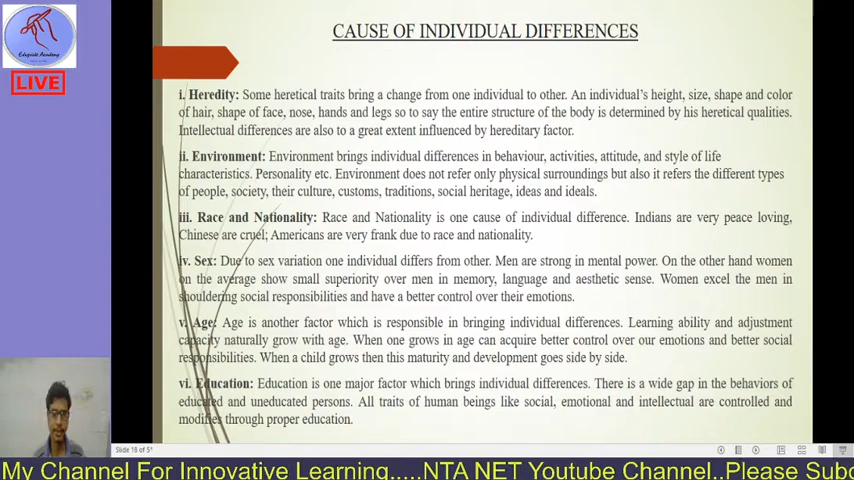 CAUSE OF INDIVIDUAL DIFFERENCES
Eduquick Academy
LIVE
i. Heredity: Some heretical traits bring a change from one individual to other. An individual's height, size, shape and color
of hair, shape of face, nose, hands and legs so to say the entire structure of the body is determined by his heretical qualities.
Intellectual differences are also to a great extent influenced by hereditary factor.
ii. Environment: Environment brings individual differences in behaviour, activities, attitude, and style of life
characteristics. Personality etc. Environment does not refer only physical surroundings but also it refers the different types
of people, society, their culture, customs, traditions, social heritage, ideas and ideals.
iii. Race and Nationality: Race and Nationality is one cause of individual difference. Indians are very peace loving,
Chinese are cruel; Americans are very frank due to race and nationality.
iv. Sex: Due to sex variation one individual differs from other. Men are strong in mental power. On the other hand women
on the average show small superiority over men in memory, language and aesthetic sense. Women excel the men in
shouldering social responsibilities and have a better control over their emotions.
v. Age: Age is another factor which is responsible in bringing individual differences. Learning ability and adjustment
capacity naturally grow with age. When one grows in age can acquire better control over our emotions and better social
responsibilities. When a child grows then this maturity and development goes side by side.
vi. Education: Education is one major factor which brings individual differences. There is a wide gap in the behaviors of
educated and uneducated persons. All traits of human beings like social, emotional and intellectual are controlled and
modifies through proper education.
Slide 18 of 51
My Channel For Innovative Learning.....NTA NET Youtube Channel..Please Subc